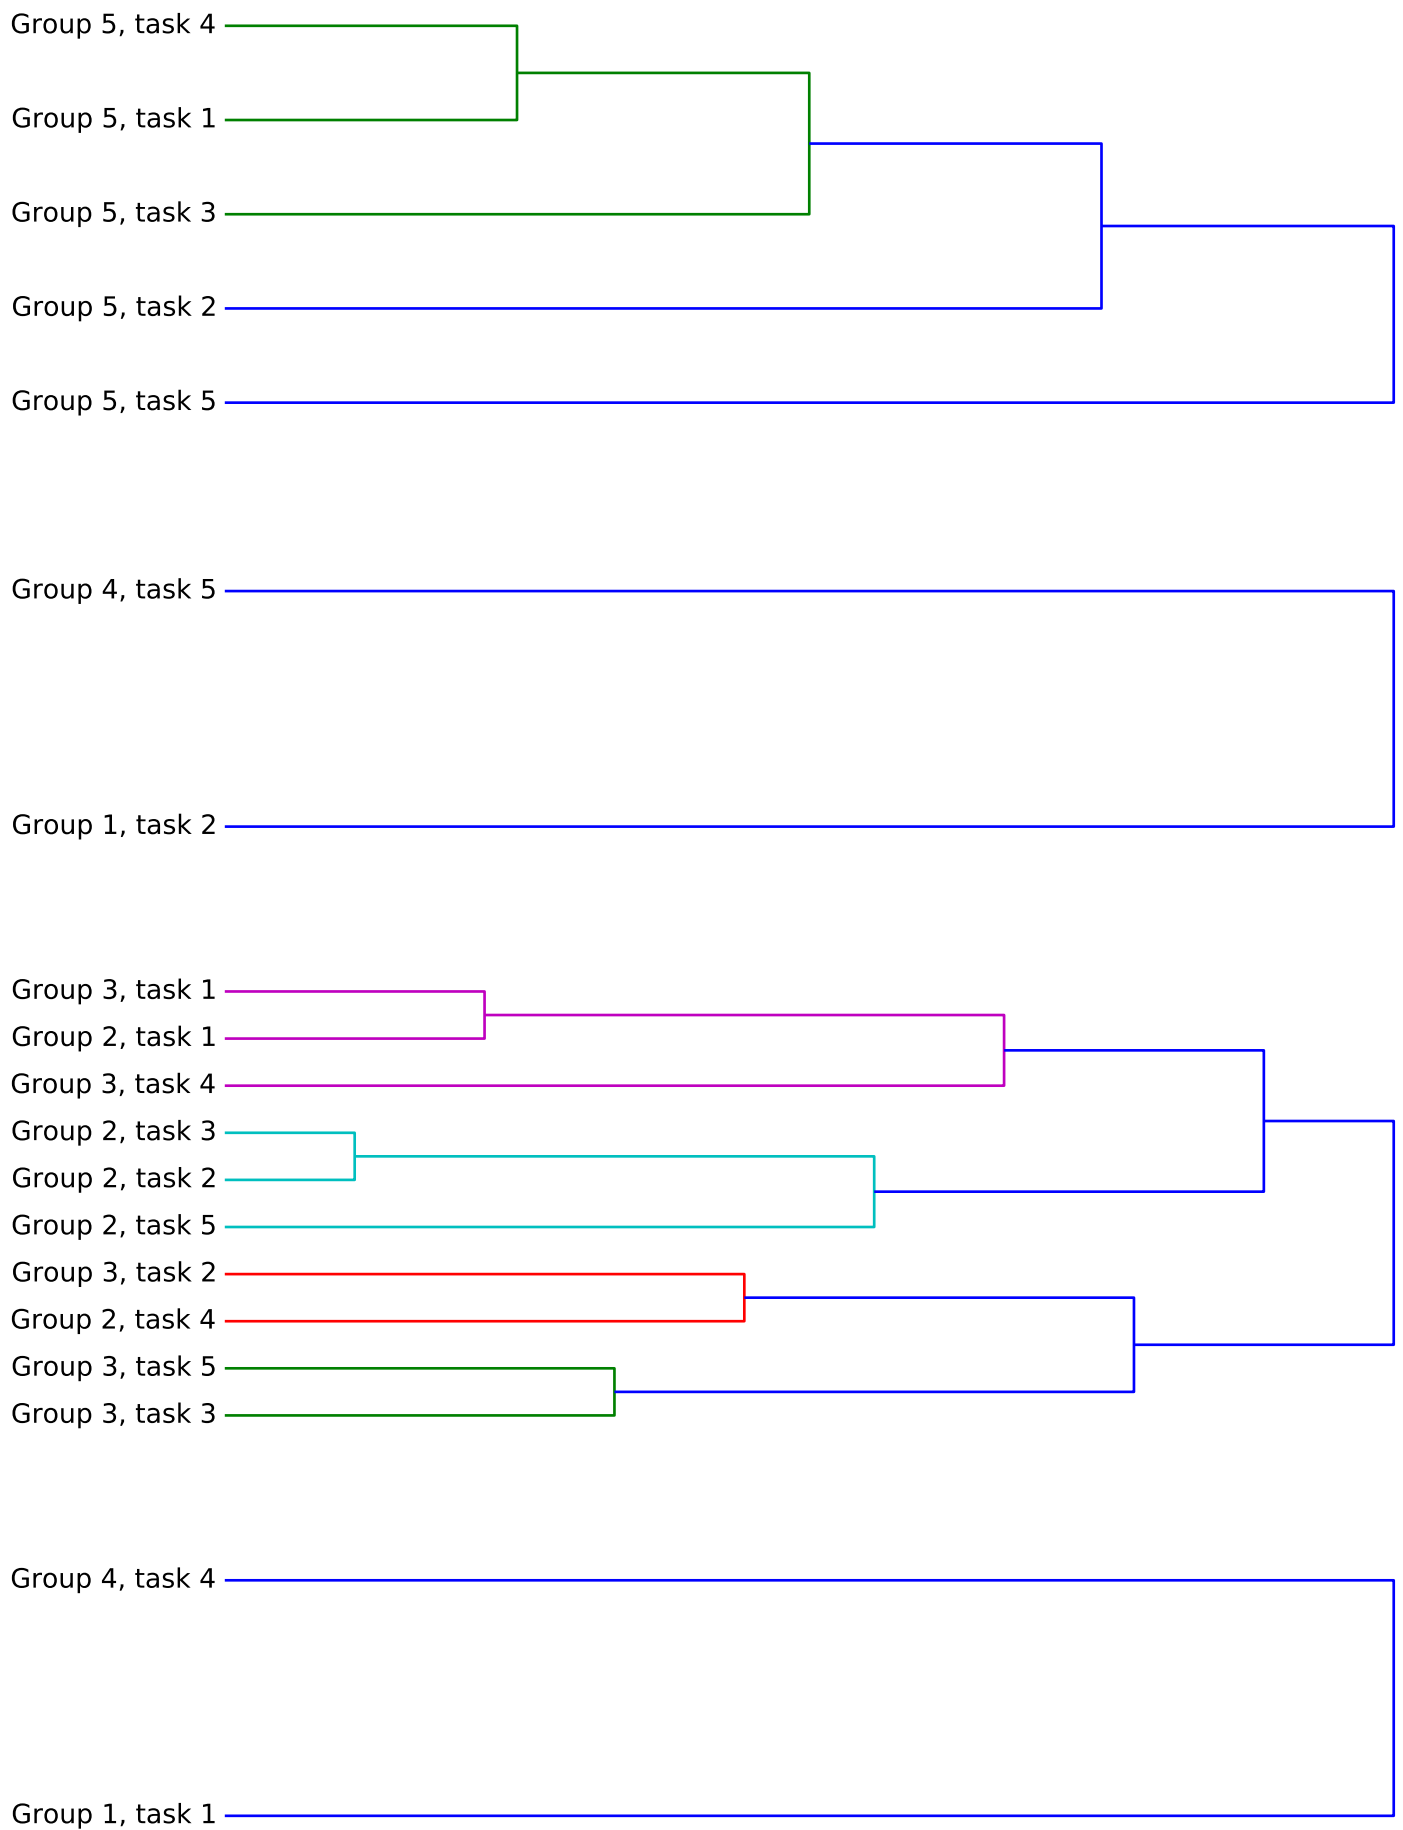 Group 5, task 4
Group 5, task 1
Group 5, task 3
Group 5, task 2
Group 5, task 5
Group 4, task 5
Group 1, task 2
Group 3, task 1
Group 2, task 1
Group 3, task 4
Group 2, task 3
Group 2, task 2
Group 2, task 5
Group 3, task 2
Group 2, task 4
Group 3, task 5
Group 3, task 3
Group 4, task 4
Group 1, task 1